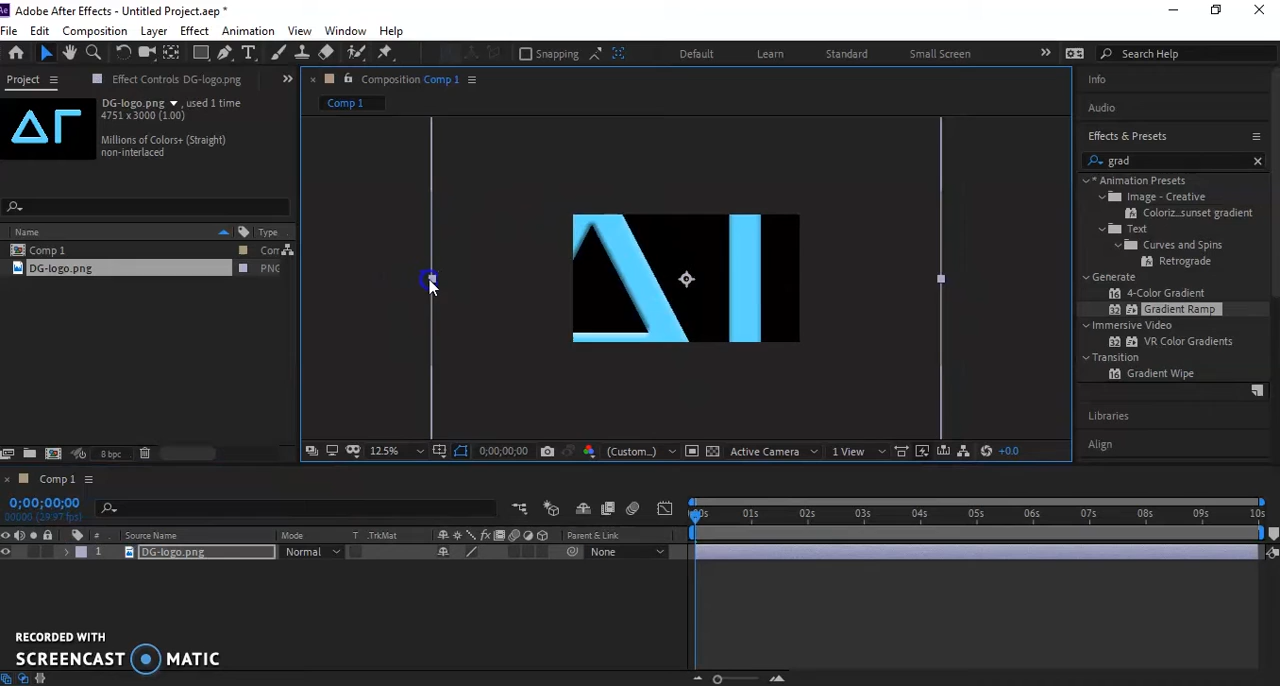 Adobe After Effects - Untitled Project.aep *
File Edit Composition Layer Effect Animation View Window Help
Snapping Default Learn Standard Small Screen Search Help
Project Effect Controls DG-logo.png Composition Comp 1 Info
Comp 1
DG-logo.png, used 1 time
4751 x 3000 (1.00)
Millions of Colors+ (Straight)
non-interlaced
Audio
Effects & Presets
grad
* Animation Presets
Image - Creative
Coloriz...sunset gradient
Text
Curves and Spins
Retrograde
Generate
4-Color Gradient
Gradient Ramp
Immersive Video
VR Color Gradients
Transition
Gradient Wipe
Libraries
Align
Name Type
Comp 1 Con
DG-logo.png PNG
8 bpc 12.5% 0;00;00;00 (Custom...) Active Camera 1 View +0.0
Comp 1
0;00;00;00
00000 (29.97 fps)
:00s 01s 02s 03s 04s 05s 06s 07s 08s 09s 10s
# Source Name Mode T .TrkMat Parent & Link
1 DG-logo.png Normal None
RECORDED WITH
SCREENCAST MATIC